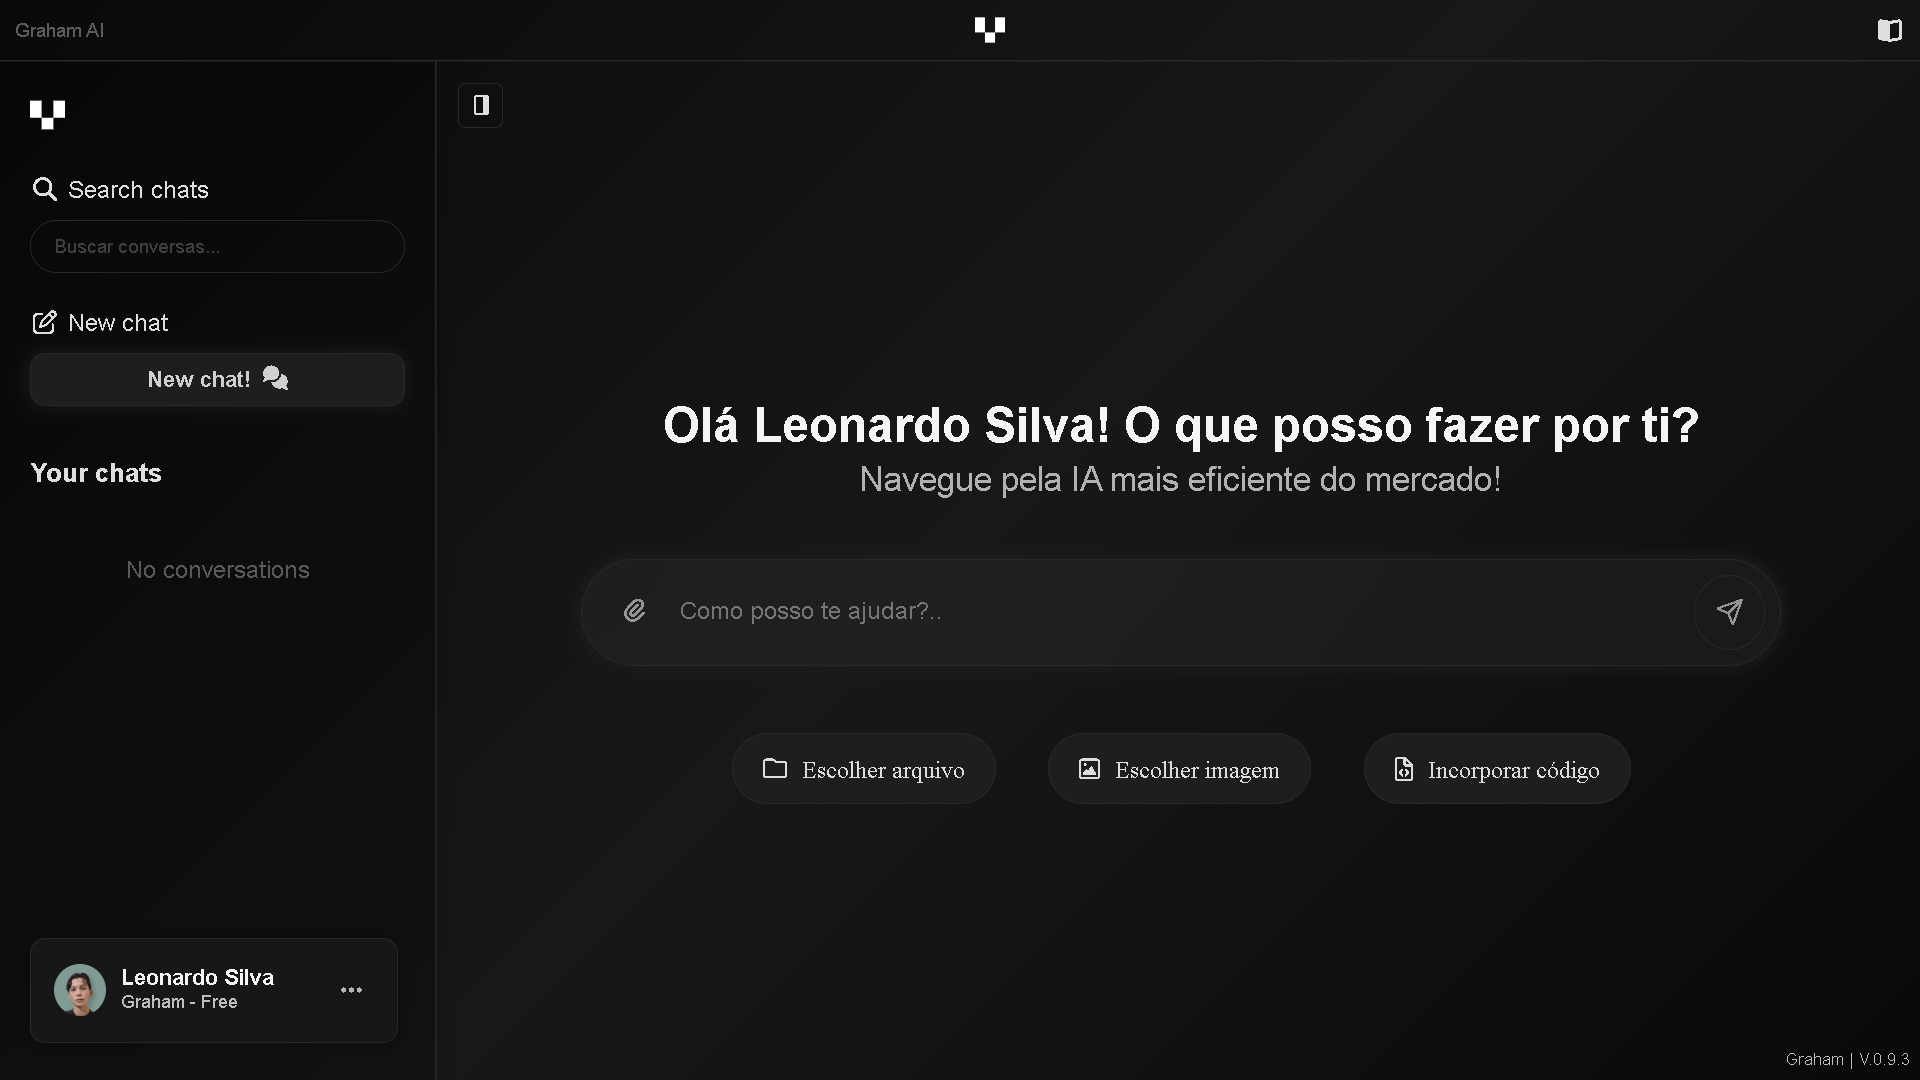 Graham AI
Search chats
Buscar conversas...
New chat
New chat!
Your chats
No conversations
Leonardo Silva
Graham - Free
Olá Leonardo Silva! O que posso fazer por ti?
Navegue pela IA mais eficiente do mercado!
Como posso te ajudar?..
Escolher arquivo
Escolher imagem
Incorporar código
Graham | V.0.9.3